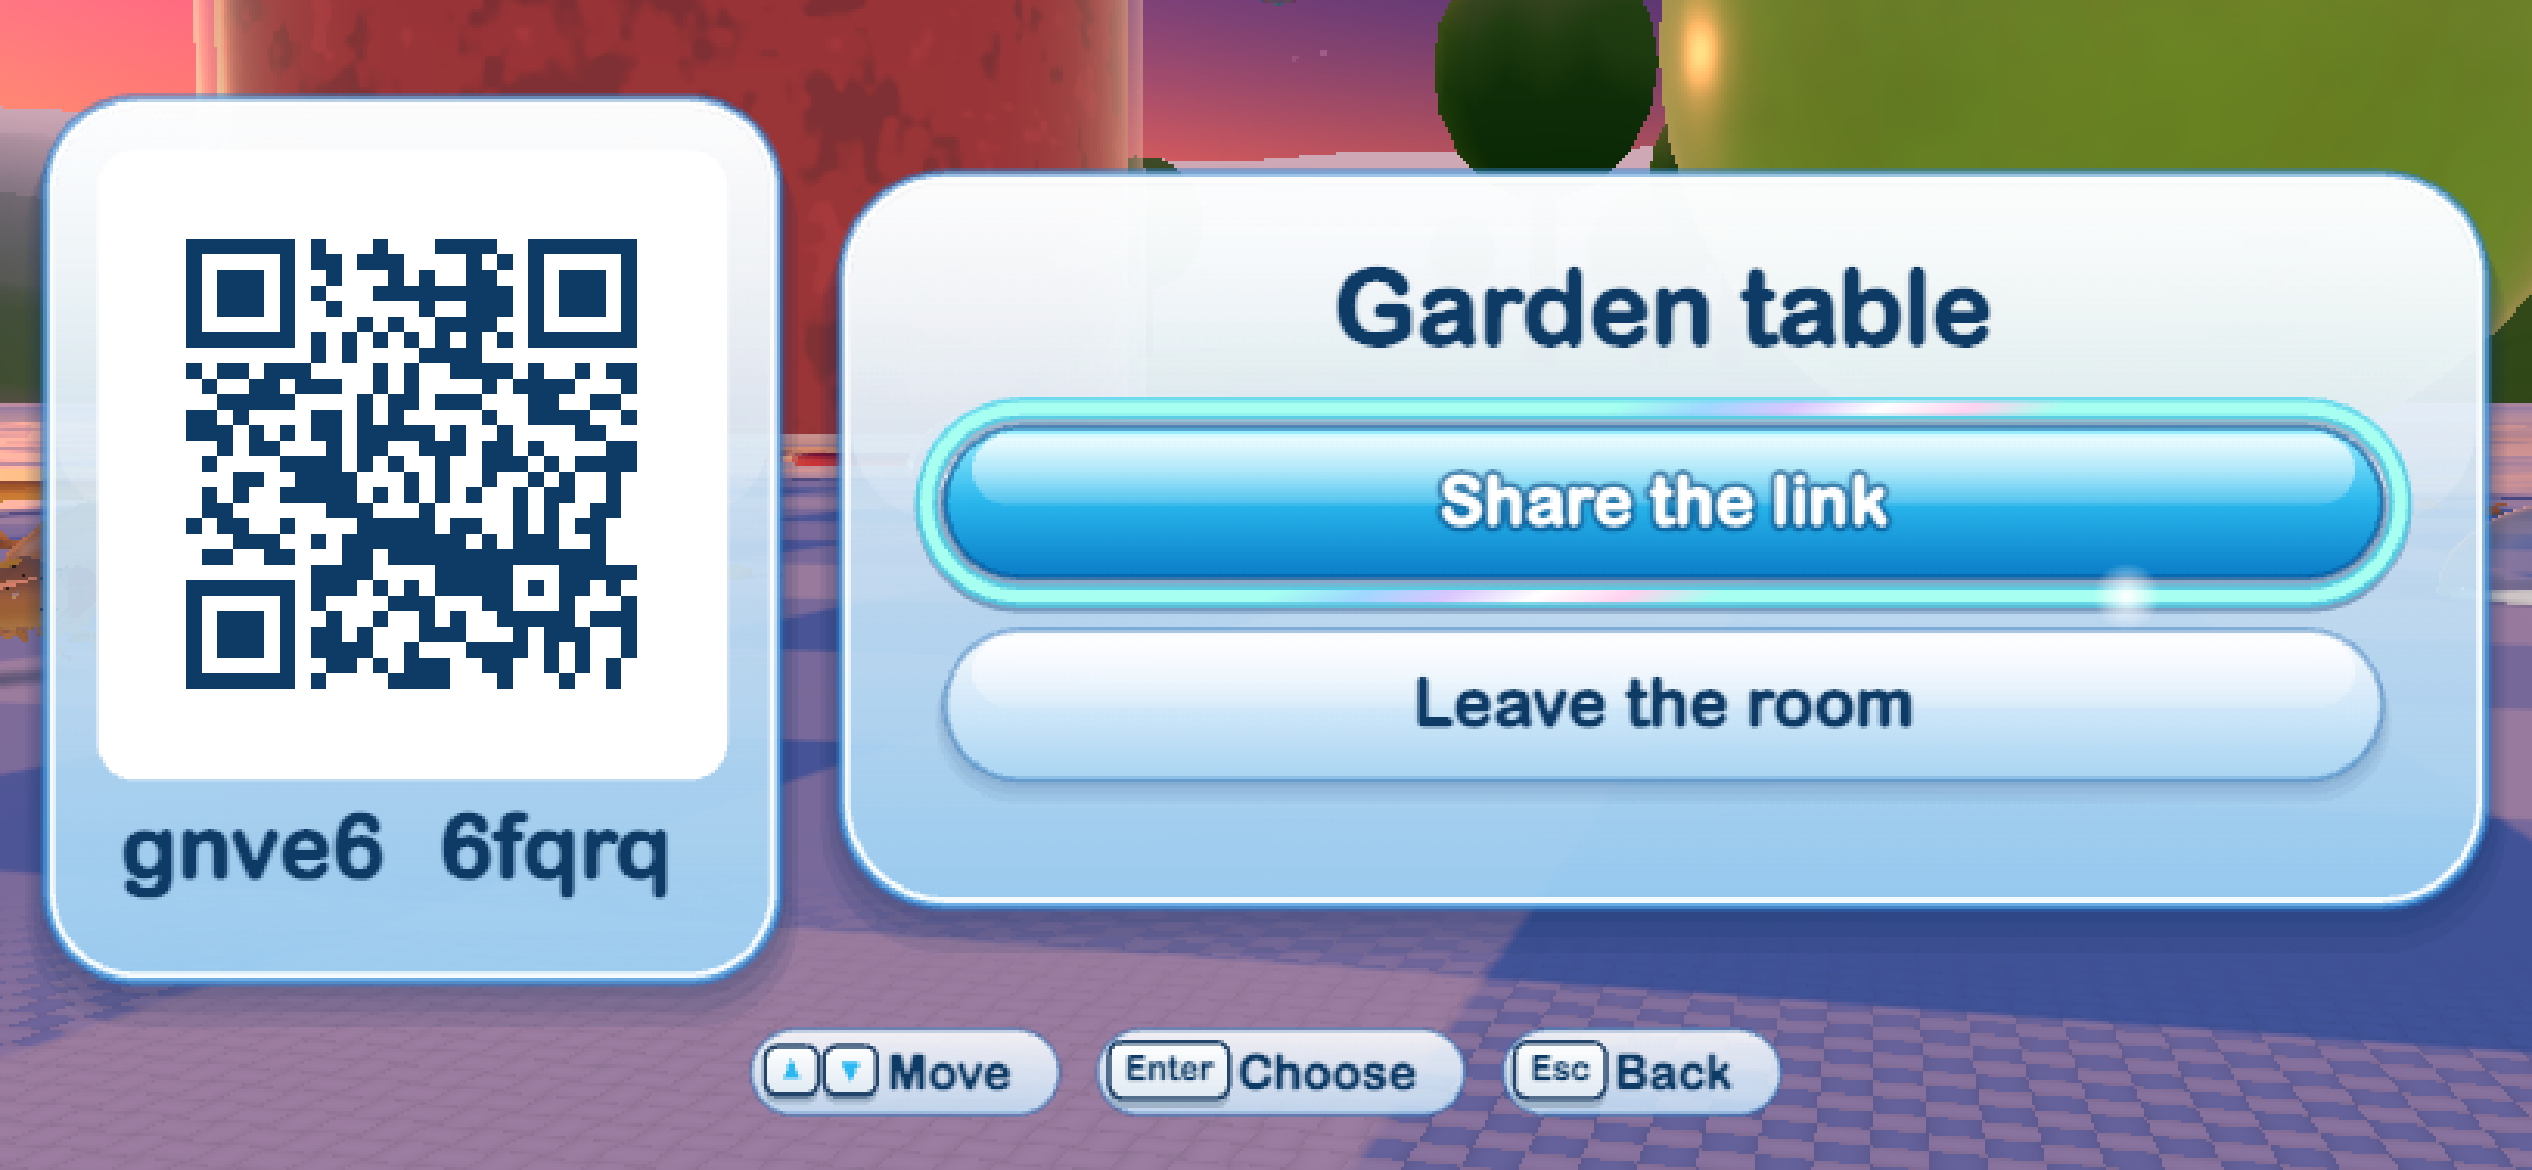 Garden table
Share the link
Leave the room
gnve6 6fqrq
▲ ▼ Move Enter Choose Esc Back